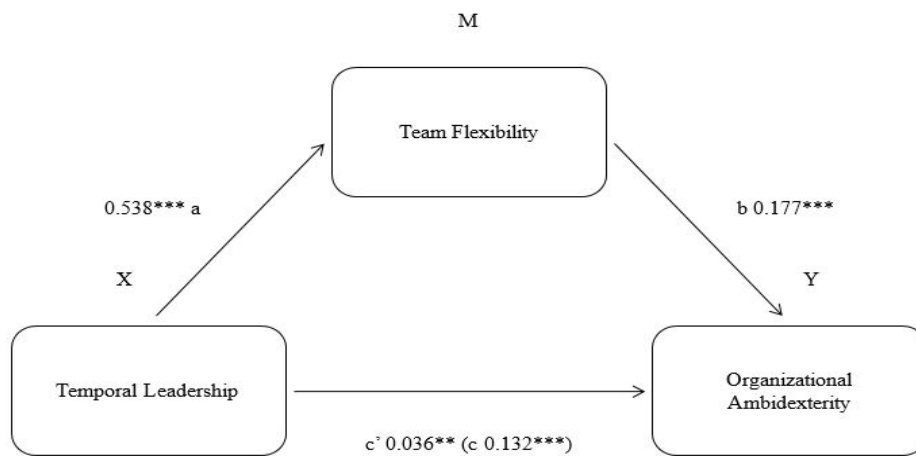 M
Team Flexibility
0.538*** a
b 0.177***
X
Y
Temporal Leadership
Organizational
Ambidexterity
c’ 0.036** (c 0.132***)